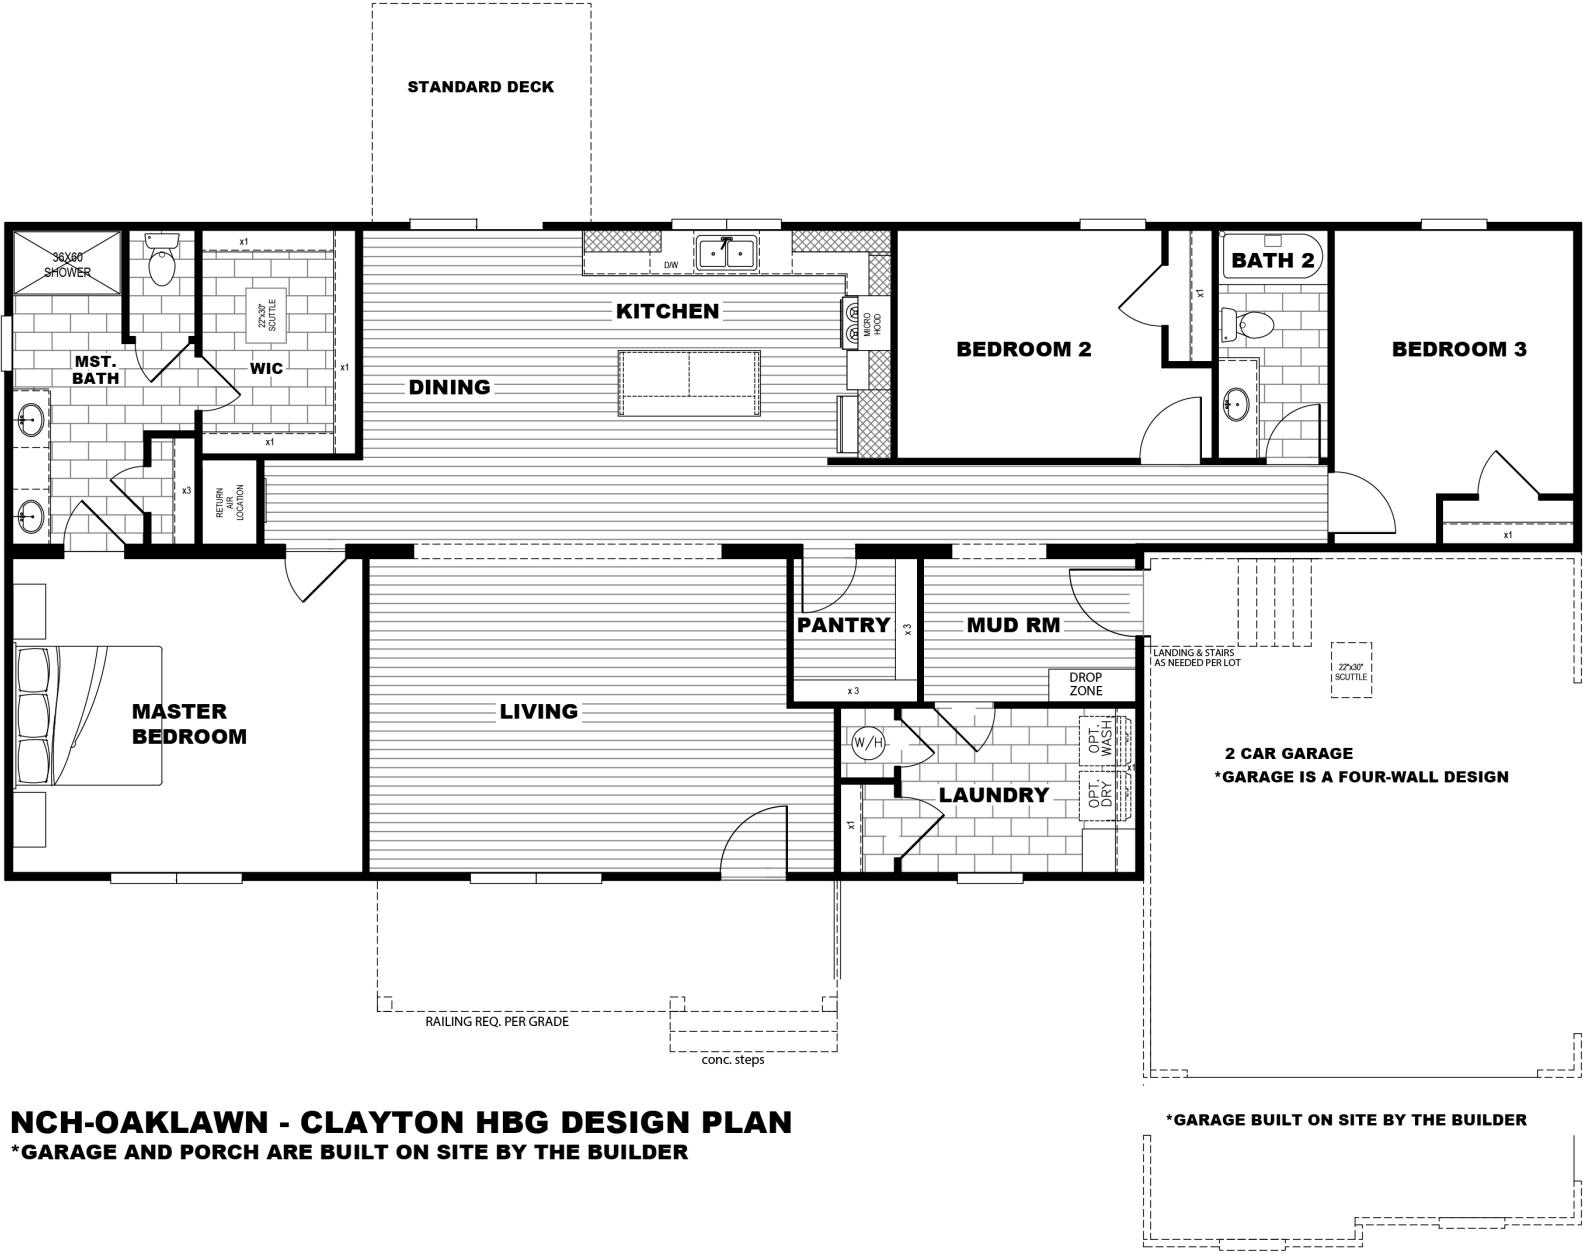 STANDARD DECK
36X60
SHOWER
x1
22"x30"
SCUTTLE
WIC
x1
x1
MST.
BATH
x3
RETURN
AIR
LOCATION
D/W
KITCHEN
MICRO
HOOD
DINING
BEDROOM 2
x1
BATH 2
BEDROOM 3
x1
MASTER
BEDROOM
LIVING
PANTRY
x 3
x 3
MUD RM
DROP
ZONE
W/H
OPT.
WASH
x1
OPT.
DRY
LAUNDRY
x1
LANDING & STAIRS
AS NEEDED PER LOT
22"x30"
SCUTTLE
2 CAR GARAGE
*GARAGE IS A FOUR-WALL DESIGN
RAILING REQ. PER GRADE
conc. steps
NCH-OAKLAWN - CLAYTON HBG DESIGN PLAN
*GARAGE AND PORCH ARE BUILT ON SITE BY THE BUILDER
*GARAGE BUILT ON SITE BY THE BUILDER